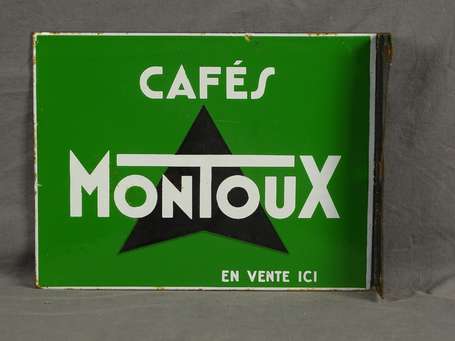 CAFÉS
MONTOUX
EN VENTE ICI